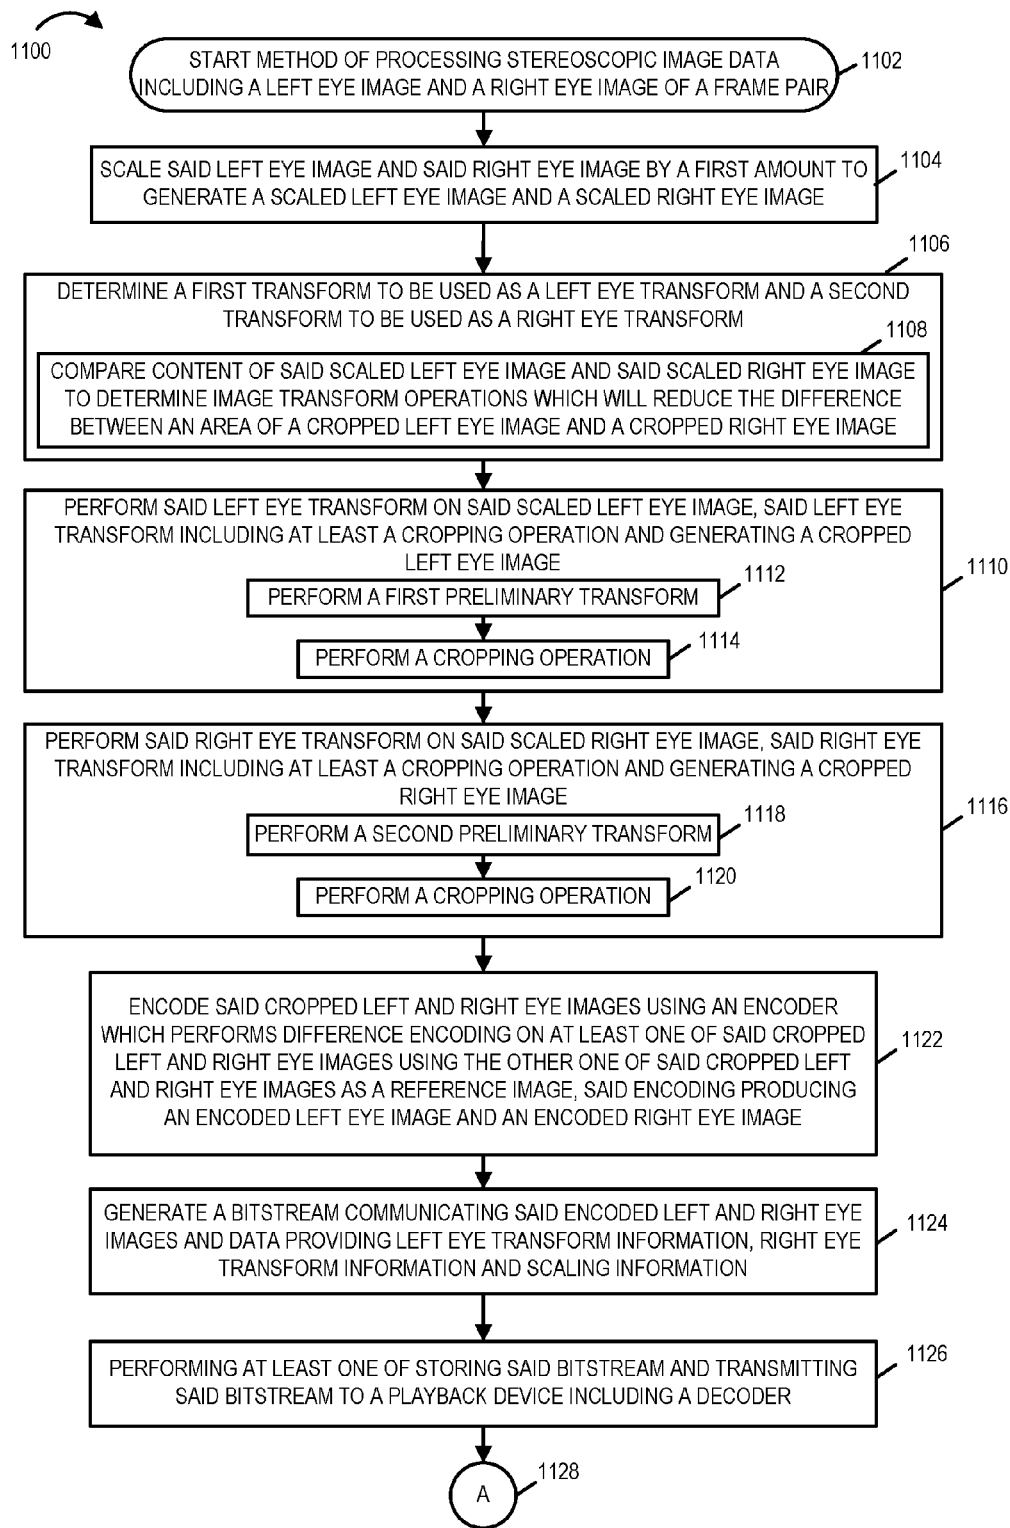 1100
START METHOD OF PROCESSING STEREOSCOPIC IMAGE DATA
INCLUDING A LEFT EYE IMAGE AND A RIGHT EYE IMAGE OF A FRAME PAIR
1102
SCALE SAID LEFT EYE IMAGE AND SAID RIGHT EYE IMAGE BY A FIRST AMOUNT TO
GENERATE A SCALED LEFT EYE IMAGE AND A SCALED RIGHT EYE IMAGE
1104
1106
DETERMINE A FIRST TRANSFORM TO BE USED AS A LEFT EYE TRANSFORM AND A SECOND
TRANSFORM TO BE USED AS A RIGHT EYE TRANSFORM
1108
COMPARE CONTENT OF SAID SCALED LEFT EYE IMAGE AND SAID SCALED RIGHT EYE IMAGE
TO DETERMINE IMAGE TRANSFORM OPERATIONS WHICH WILL REDUCE THE DIFFERENCE
BETWEEN AN AREA OF A CROPPED LEFT EYE IMAGE AND A CROPPED RIGHT EYE IMAGE
PERFORM SAID LEFT EYE TRANSFORM ON SAID SCALED LEFT EYE IMAGE, SAID LEFT EYE
TRANSFORM INCLUDING AT LEAST A CROPPING OPERATION AND GENERATING A CROPPED
LEFT EYE IMAGE
1110
1112
PERFORM A FIRST PRELIMINARY TRANSFORM
1114
PERFORM A CROPPING OPERATION
PERFORM SAID RIGHT EYE TRANSFORM ON SAID SCALED RIGHT EYE IMAGE, SAID RIGHT EYE
TRANSFORM INCLUDING AT LEAST A CROPPING OPERATION AND GENERATING A CROPPED
RIGHT EYE IMAGE
1116
1118
PERFORM A SECOND PRELIMINARY TRANSFORM
1120
PERFORM A CROPPING OPERATION
ENCODE SAID CROPPED LEFT AND RIGHT EYE IMAGES USING AN ENCODER
WHICH PERFORMS DIFFERENCE ENCODING ON AT LEAST ONE OF SAID CROPPED
LEFT AND RIGHT EYE IMAGES USING THE OTHER ONE OF SAID CROPPED LEFT
AND RIGHT EYE IMAGES AS A REFERENCE IMAGE, SAID ENCODING PRODUCING
AN ENCODED LEFT EYE IMAGE AND AN ENCODED RIGHT EYE IMAGE
1122
GENERATE A BITSTREAM COMMUNICATING SAID ENCODED LEFT AND RIGHT EYE
IMAGES AND DATA PROVIDING LEFT EYE TRANSFORM INFORMATION, RIGHT EYE
TRANSFORM INFORMATION AND SCALING INFORMATION
1124
PERFORMING AT LEAST ONE OF STORING SAID BITSTREAM AND TRANSMITTING
SAID BITSTREAM TO A PLAYBACK DEVICE INCLUDING A DECODER
1126
A
1128